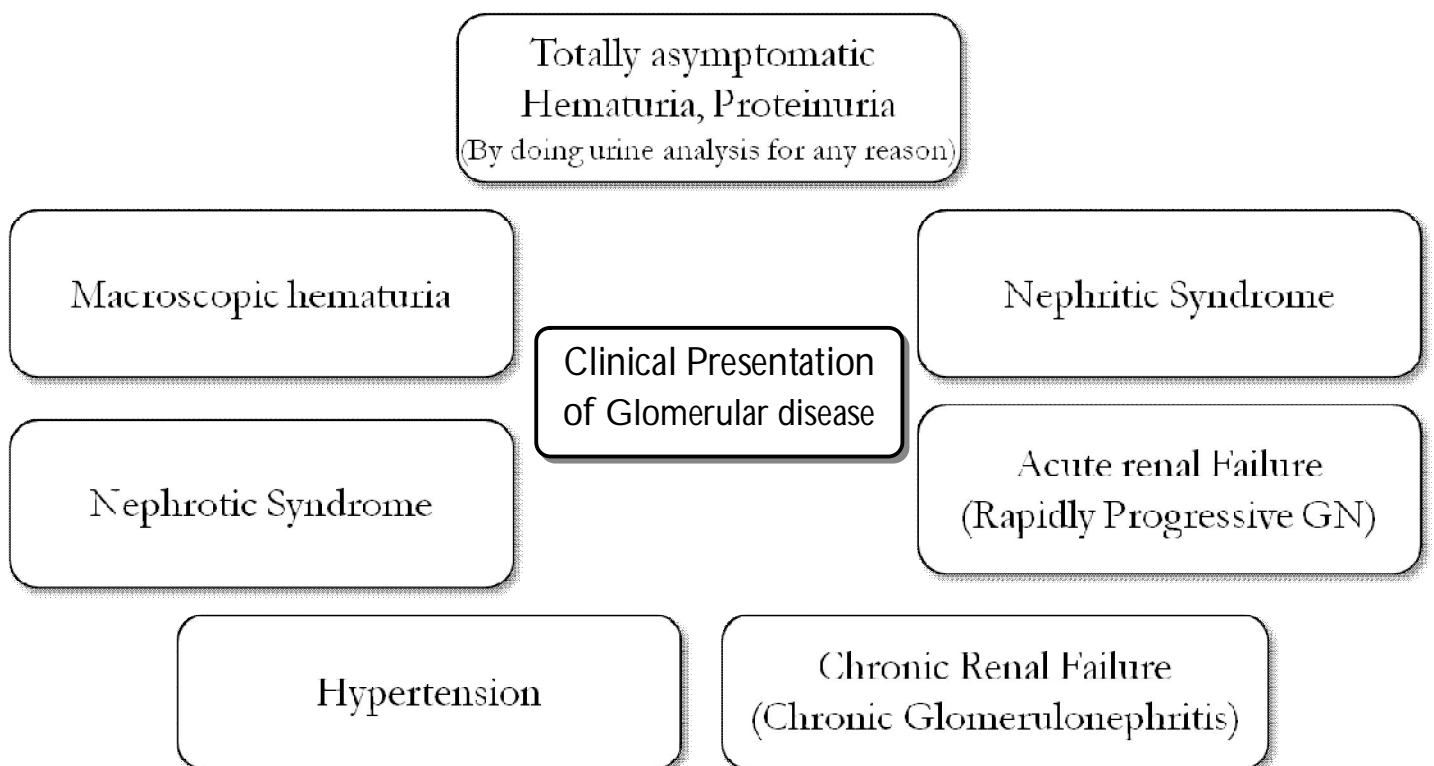 Totally asymptomatic
Hematuria, Proteinuria
(By doing urine analysis for any reason)
Macroscopic hematuria
Nephritic Syndrome
Clinical Presentation
of Glomerular disease
Nephrotic Syndrome
Acute renal Failure
(Rapidly Progressive GN)
Hypertension
Chronic Renal Failure
(Chronic Glomerulonephritis)